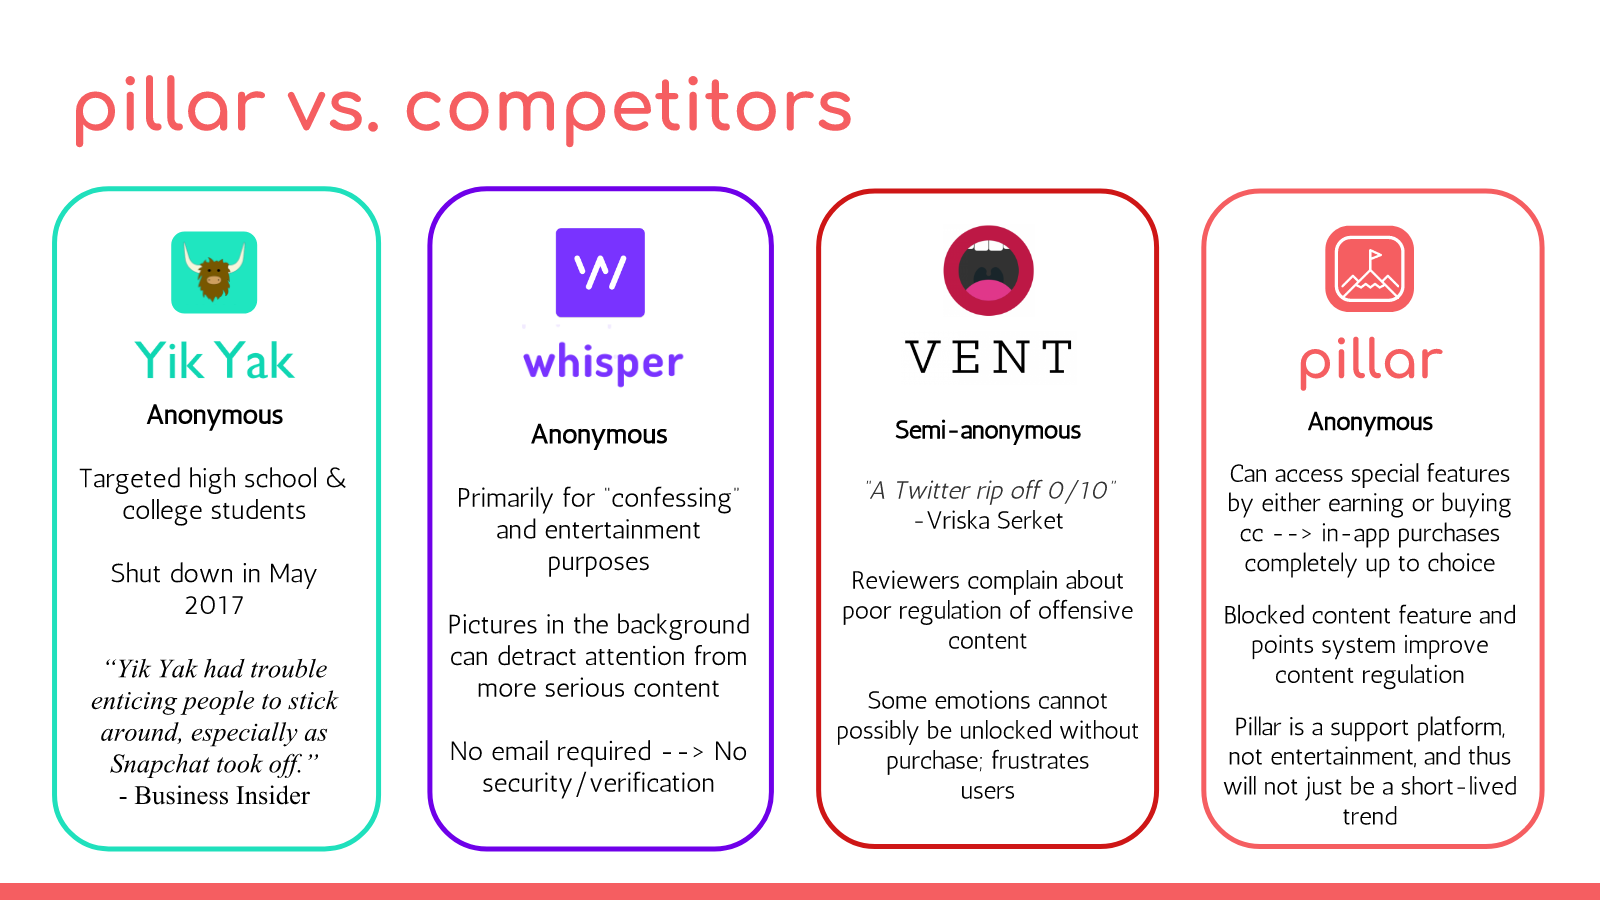 pillar vs. competitors
Yik Yak
Anonymous
Targeted high school &
college students
Shut down in May
2017
“Yik Yak had trouble
enticing people to stick
around, especially as
Snapchat took off.”
- Business Insider
whisper
Anonymous
Primarily for "confessing"
and entertainment
purposes
Pictures in the background
can detract attention from
more serious content
No email required --> No
security/verification
VENT
Semi-anonymous
"A Twitter rip off 0/10"
-Vriska Serket
Reviewers complain about
poor regulation of offensive
content
Some emotions cannot
possibly be unlocked without
purchase; frustrates
users
pillar
Anonymous
Can access special features
by either earning or buying
cc --> in-app purchases
completely up to choice
Blocked content feature and
points system improve
content regulation
Pillar is a support platform,
not entertainment, and thus
will not just be a short-lived
trend